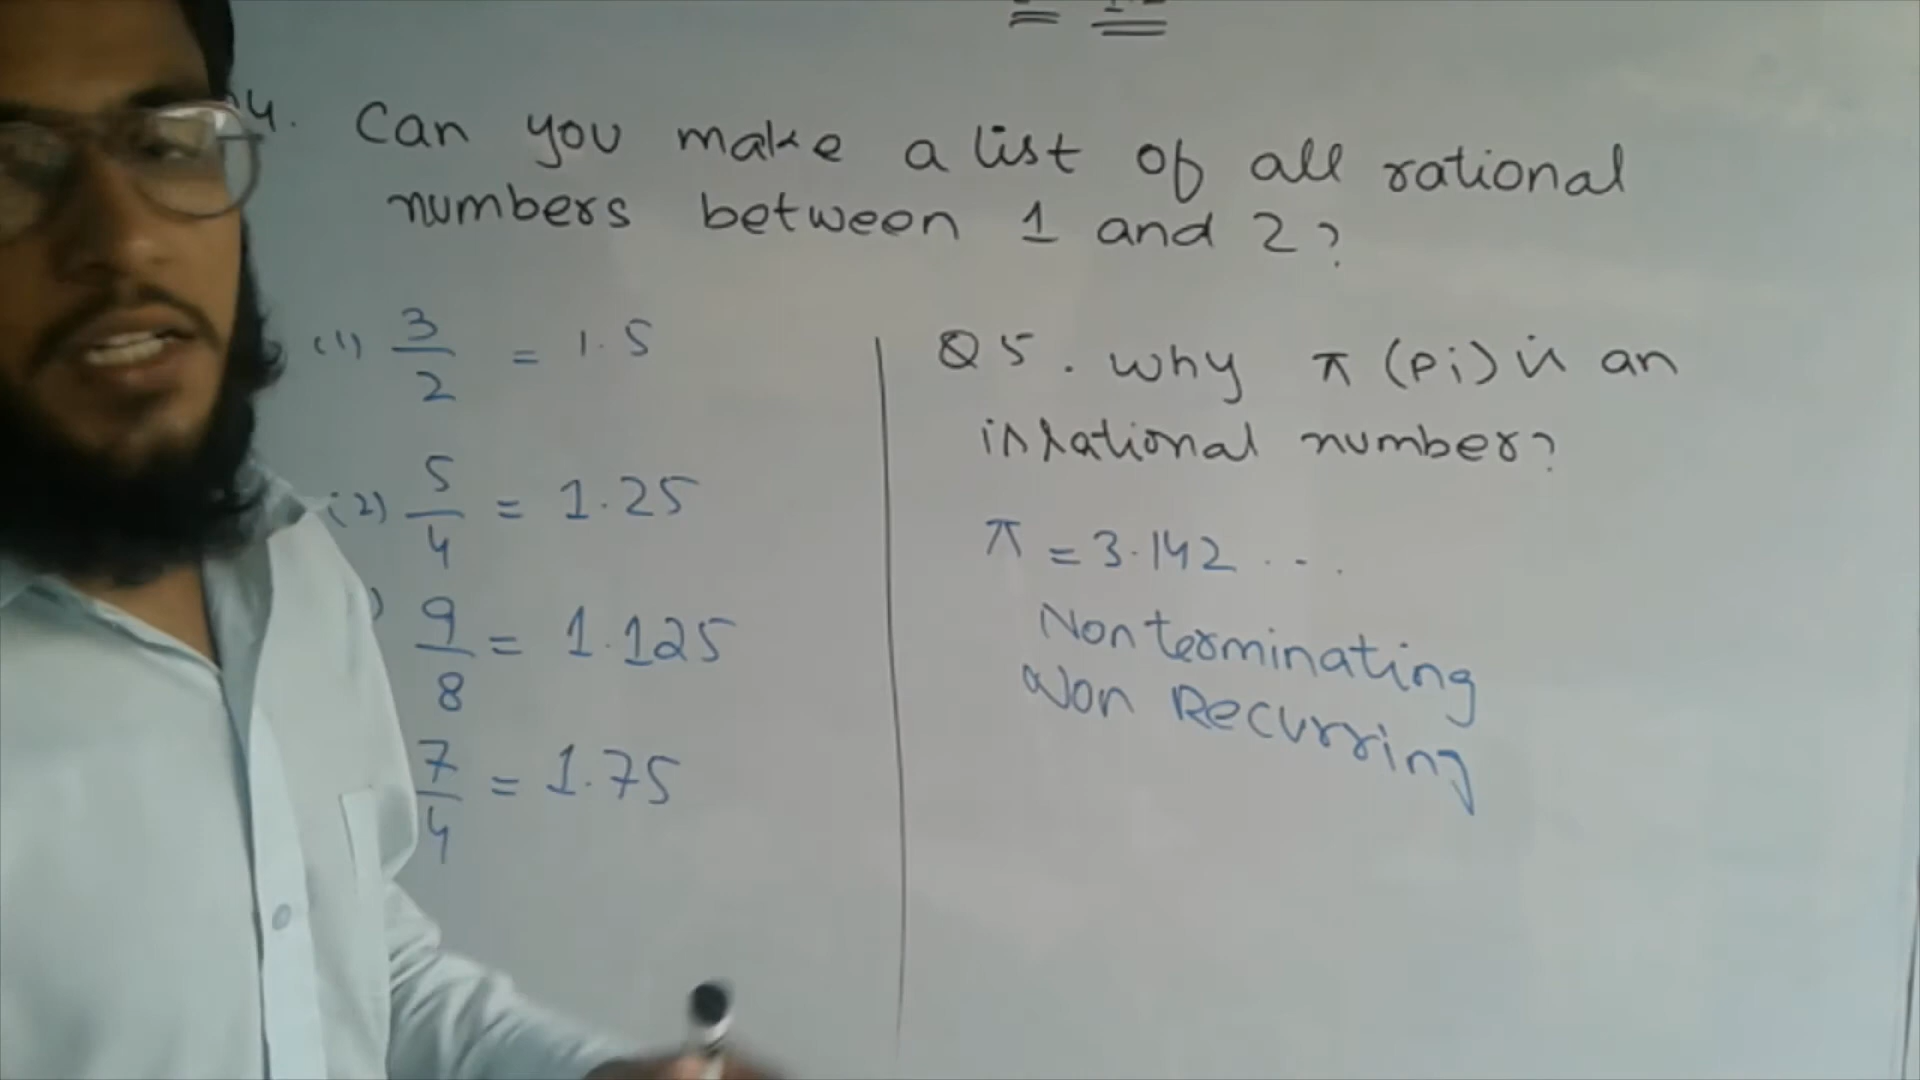 4. Can you make a list of all rational
numbers between 1 and 2?
(1) 3/2 = 1.5
(2) 5/4 = 1.25
) 9/8 = 1.125
7/4 = 1.75
Q5. Why π (Pi) is an
irrational number?
π = 3.142 ...
Non terminating
Non Recurring